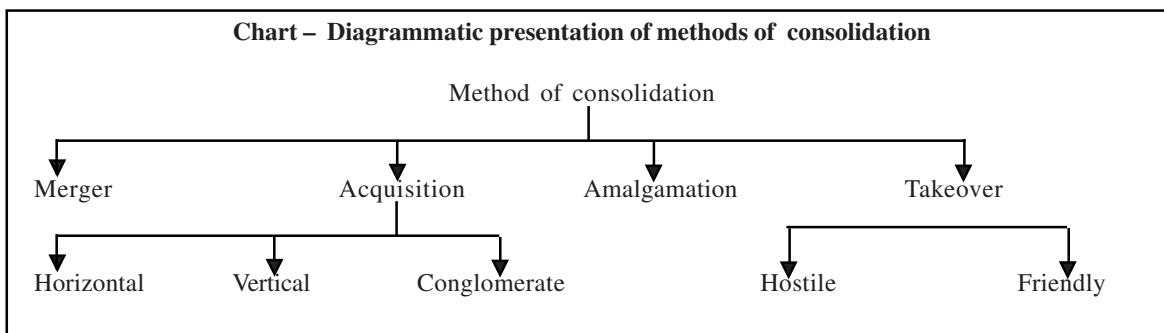 Chart – Diagrammatic presentation of methods of consolidation
Method of consolidation
Merger Acquisition Amalgamation Takeover
Horizontal Vertical Conglomerate Hostile Friendly